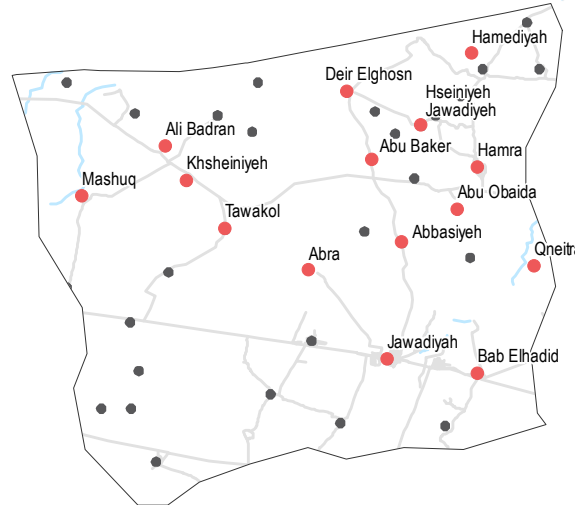 Hamediyah
Deir Elghosn
Hseiniyeh
Jawadiyeh
Ali Badran
Abu Baker
Hamra
Khsheiniyeh
Mashuq
Abu Obaida
Tawakol
Abbasiyeh
Abra
Qneitra
Jawadiyah
Bab Elhadid